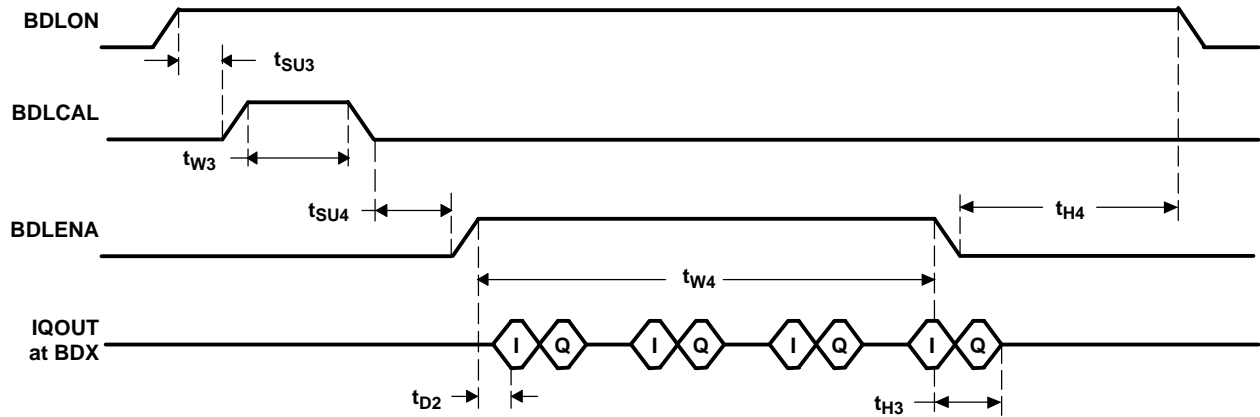 BDLON
tSU3
BDLCAL
tW3
tSU4
tH4
BDLENA
tW4
IQOUT
at BDX
I Q I Q I Q I Q
tD2
tH3